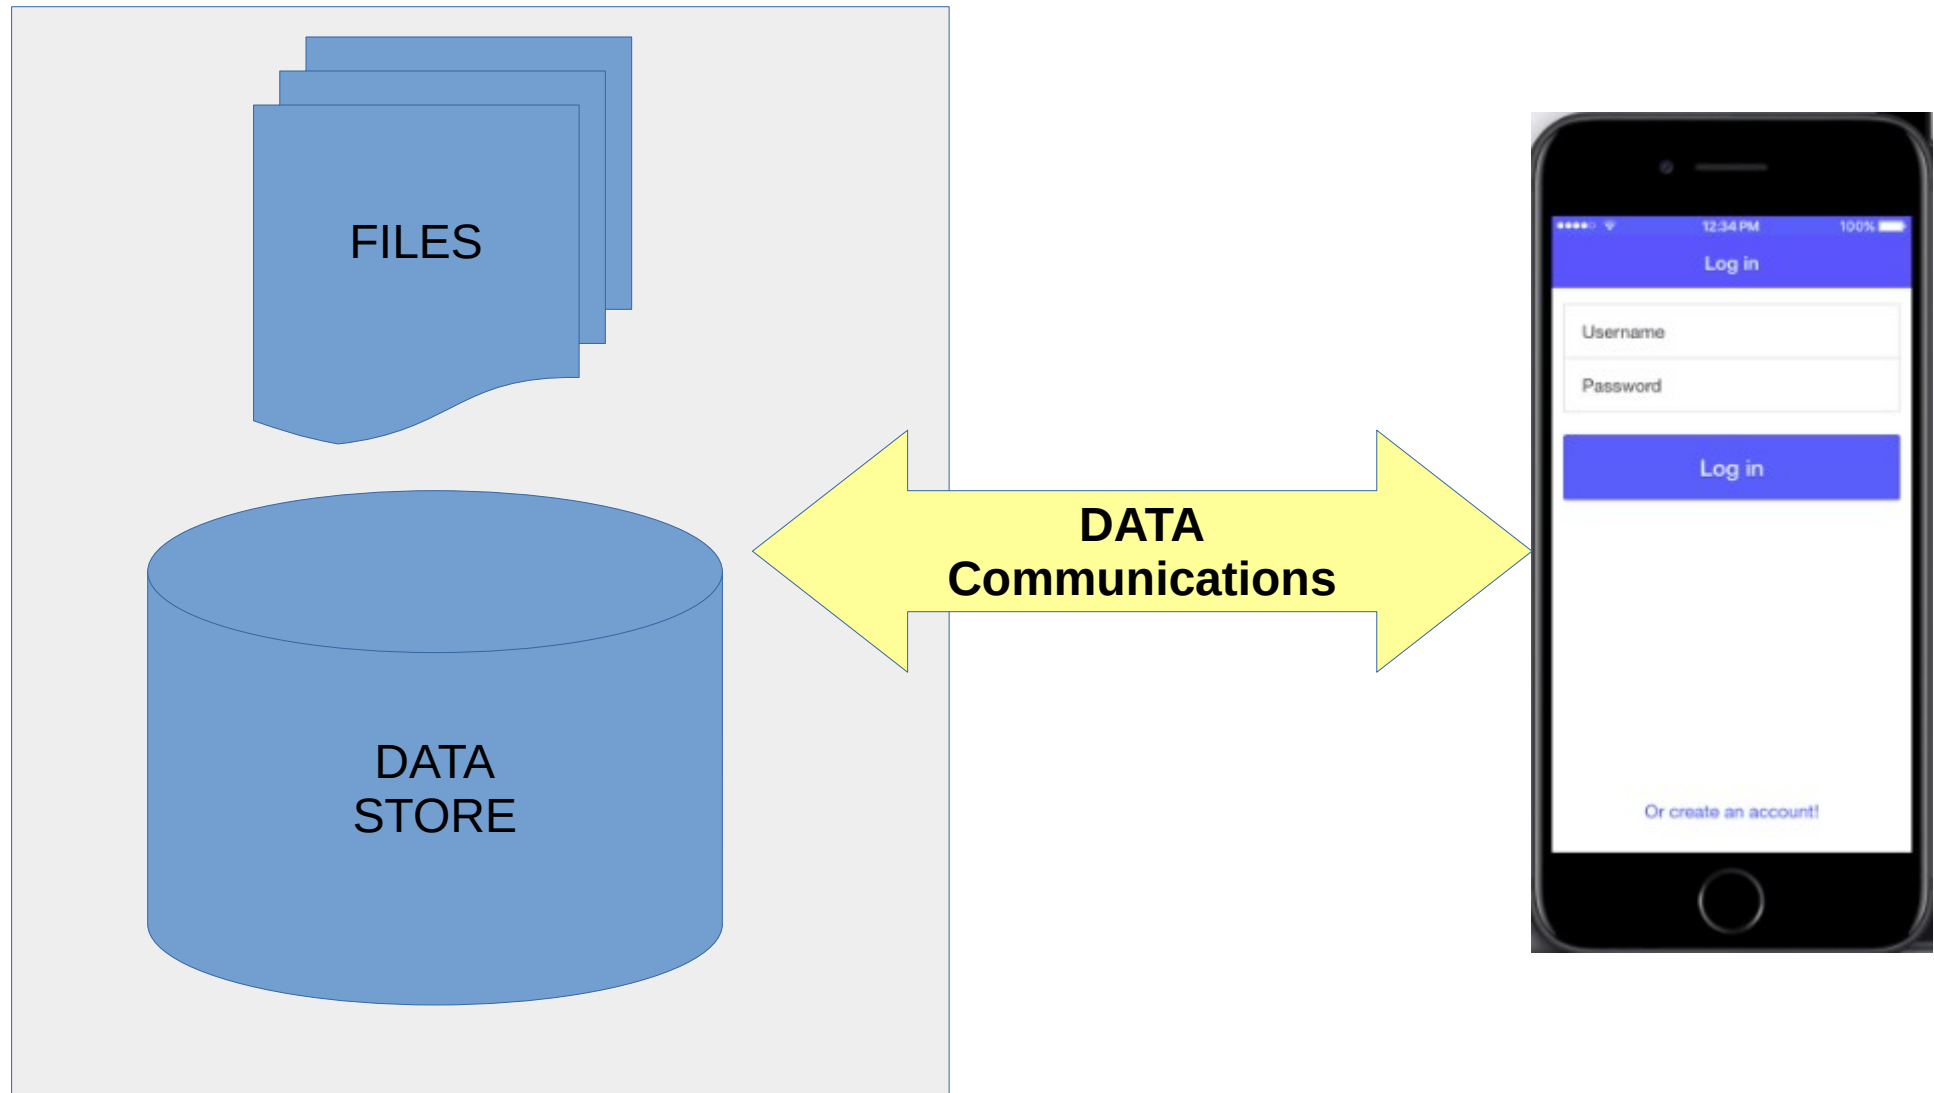 FILES
DATA
STORE
DATA
Communications
12:34 PM 100%
Log in
Username
Password
Log in
Or create an account!